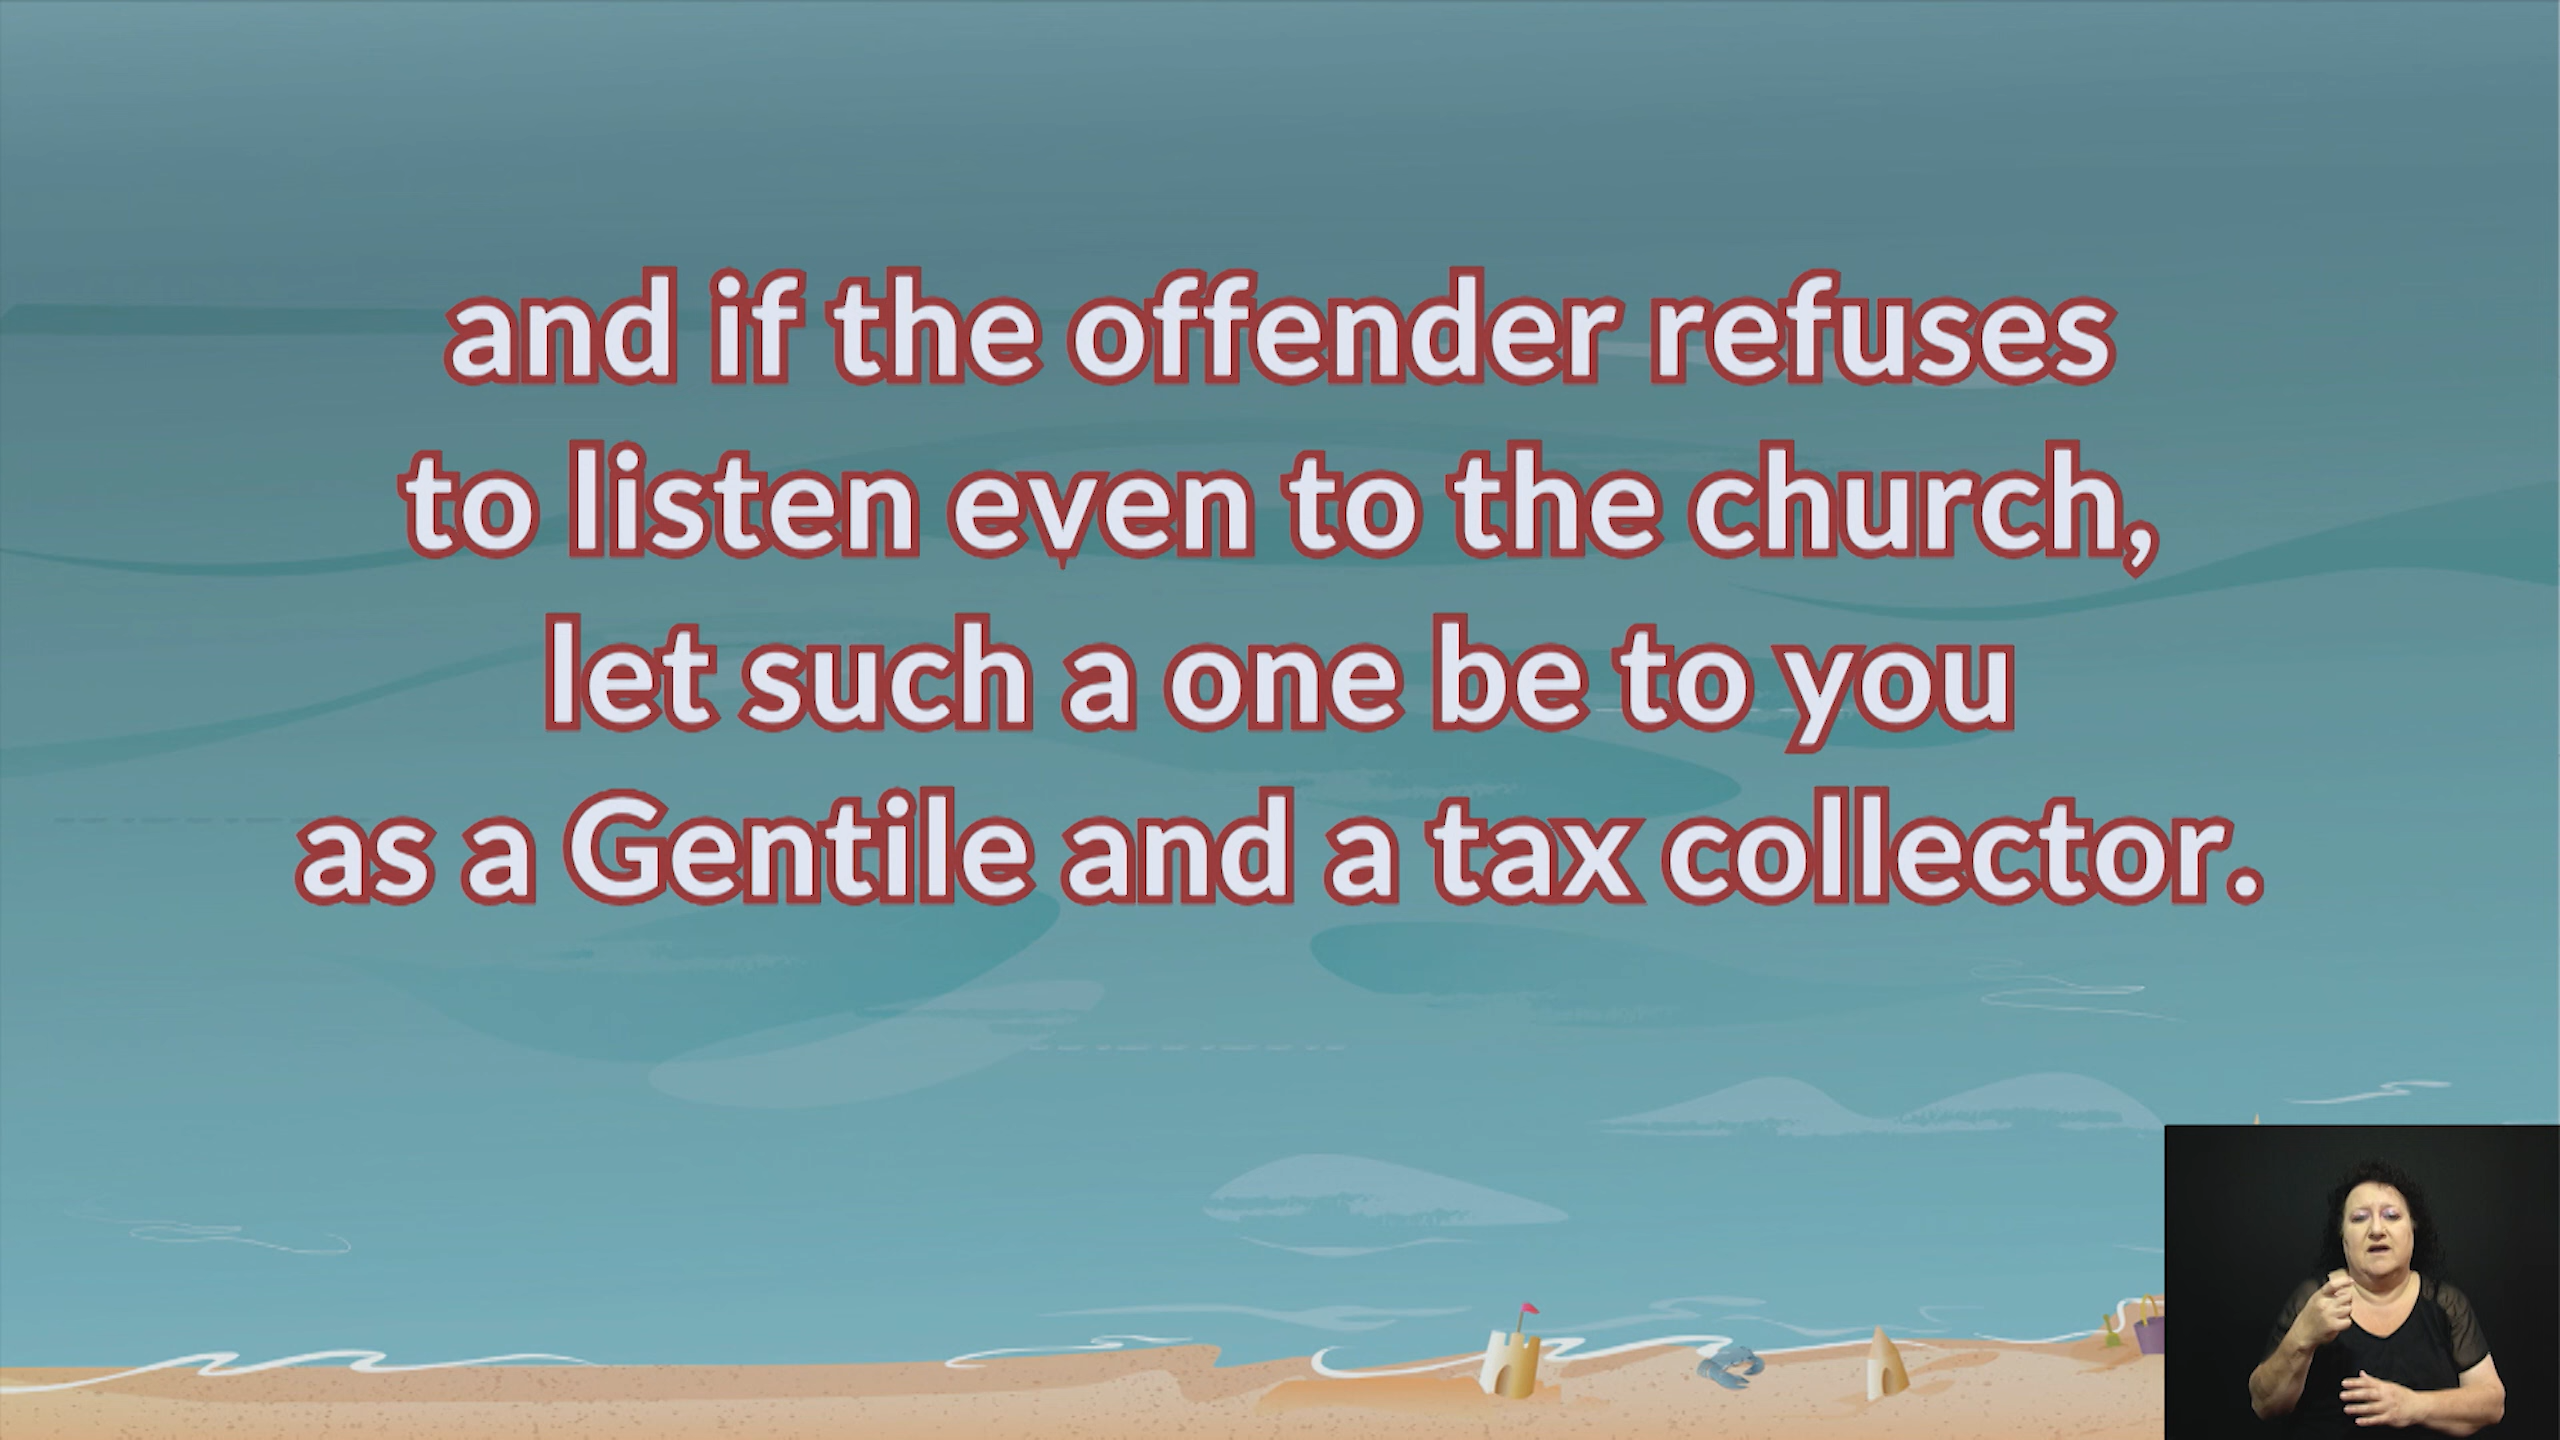 and if the offender refuses
to listen even to the church,
let such a one be to you
as a Gentile and a tax collector.